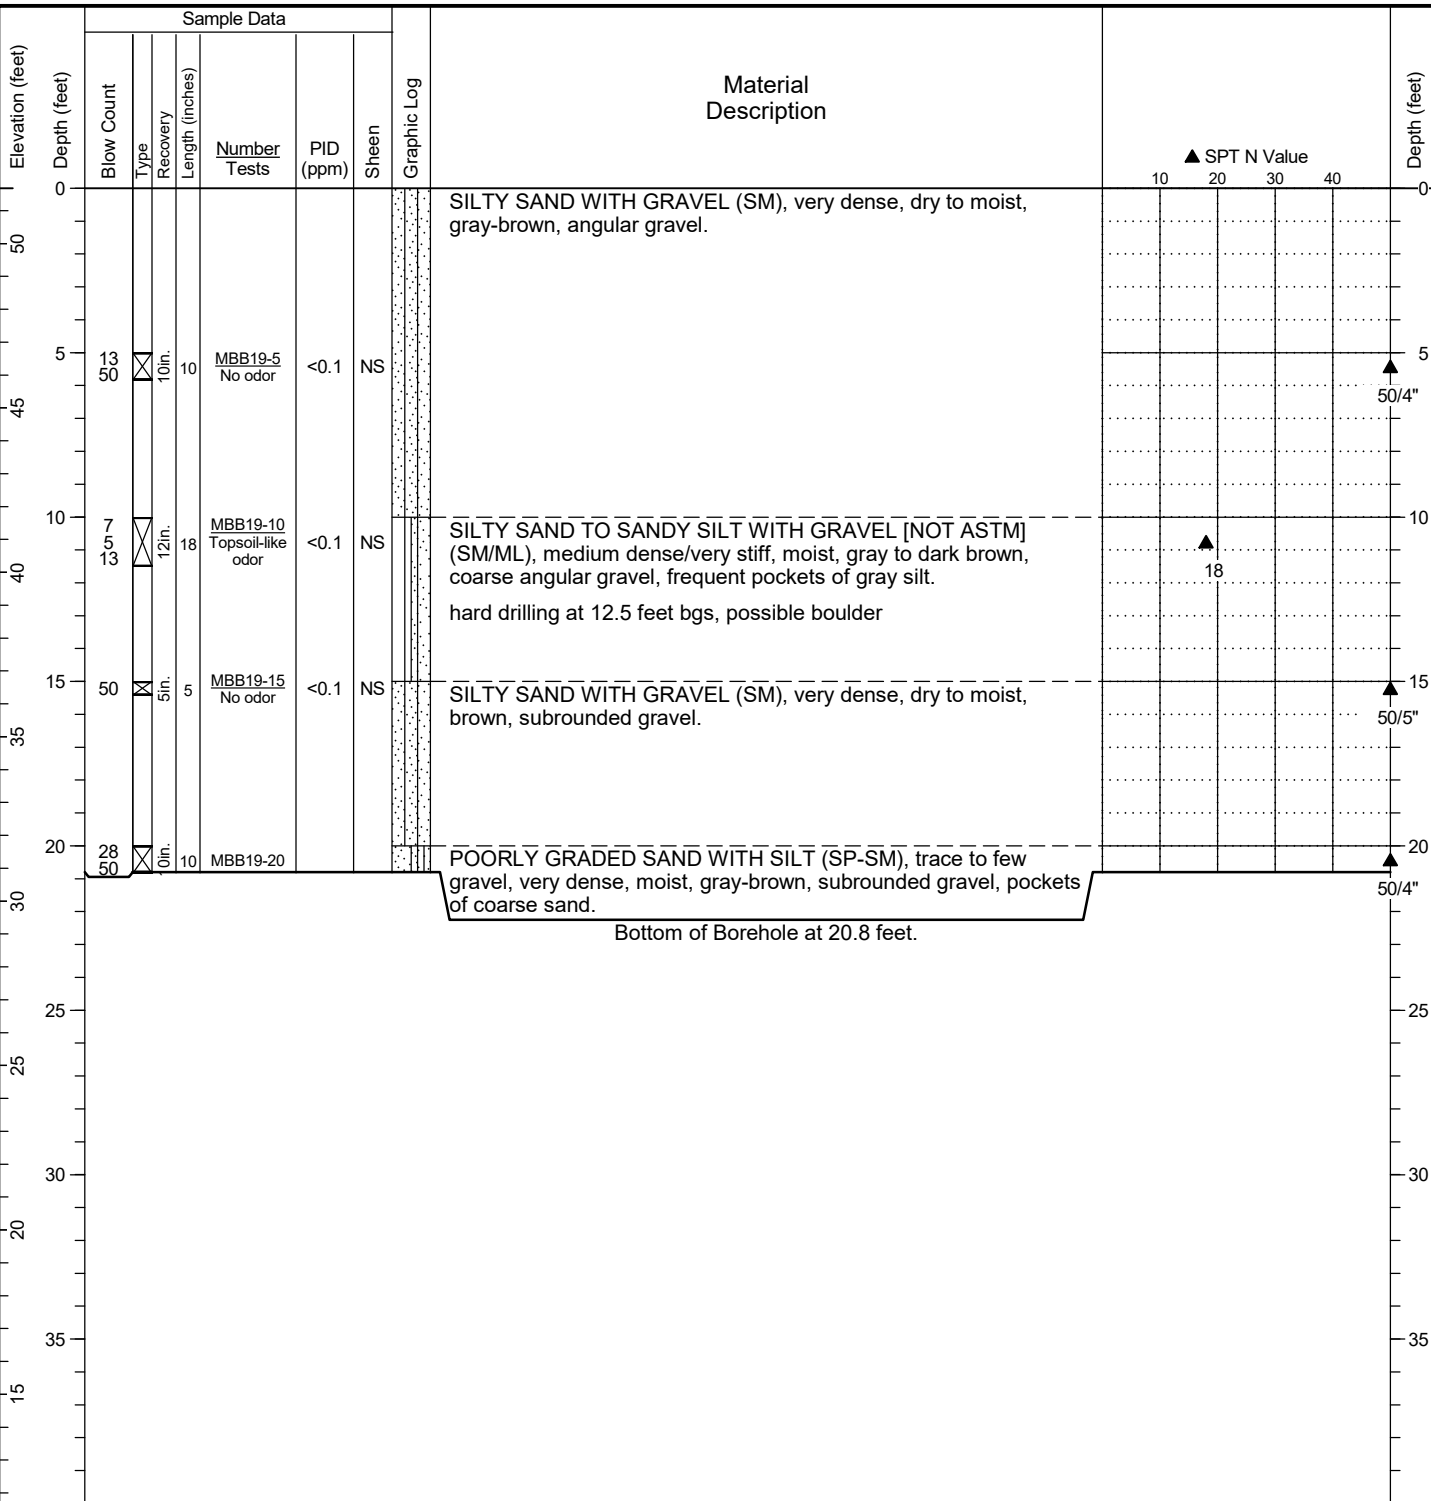 Sample Data
Elevation (feet)
Depth (feet)
Blow Count
Type
Recovery
Length (inches)
Number
Tests
PID
(ppm)
Sheen
Graphic Log
Material
Description
▲ SPT N Value
10 20 30 40
Depth (feet)
0
SILTY SAND WITH GRAVEL (SM), very dense, dry to moist,
gray-brown, angular gravel.
0
50
5
13
50
10in.
10
MBB19-5
No odor
<0.1
NS
5
50/4"
45
10
7
5
13
12in.
18
MBB19-10
Topsoil-like
odor
<0.1
NS
SILTY SAND TO SANDY SILT WITH GRAVEL [NOT ASTM]
(SM/ML), medium dense/very stiff, moist, gray to dark brown,
coarse angular gravel, frequent pockets of gray silt.
hard drilling at 12.5 feet bgs, possible boulder
18
10
40
15
50
5in.
5
MBB19-15
No odor
<0.1
NS
SILTY SAND WITH GRAVEL (SM), very dense, dry to moist,
brown, subrounded gravel.
15
50/5"
35
20
28
50
0in.
10
MBB19-20
POORLY GRADED SAND WITH SILT (SP-SM), trace to few
gravel, very dense, moist, gray-brown, subrounded gravel, pockets
of coarse sand.
20
50/4"
30
Bottom of Borehole at 20.8 feet.
25
25
25
30
30
20
35
35
15